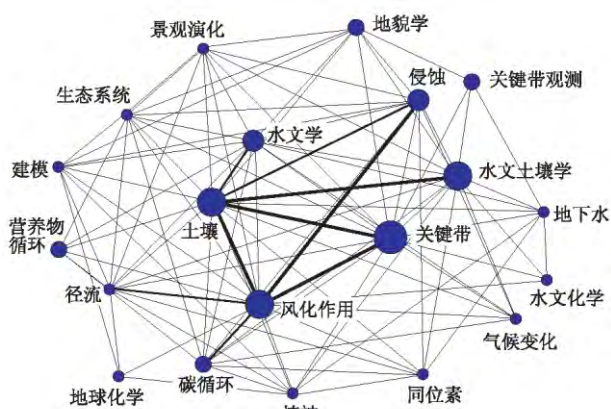 景观演化
地貌学
侵蚀
关键带观测
生态系统
水文学
水文土壤学
建模
土壤
地下水
营养物
循环
关键带
径流
风化作用
水文化学
气候变化
碳循环
地球化学
同位素